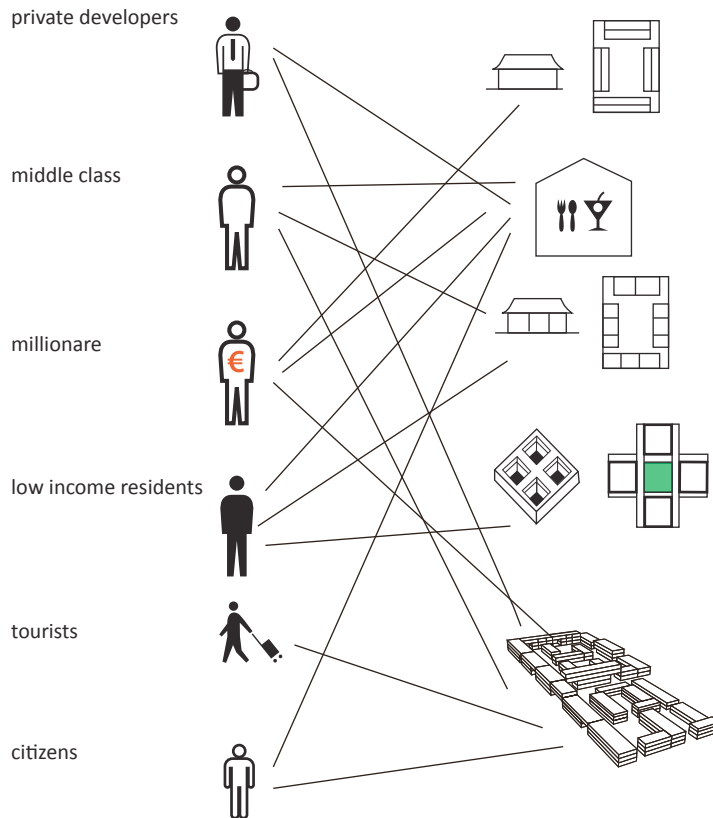 private developers
middle class
millionare
€
low income residents
tourists
citizens